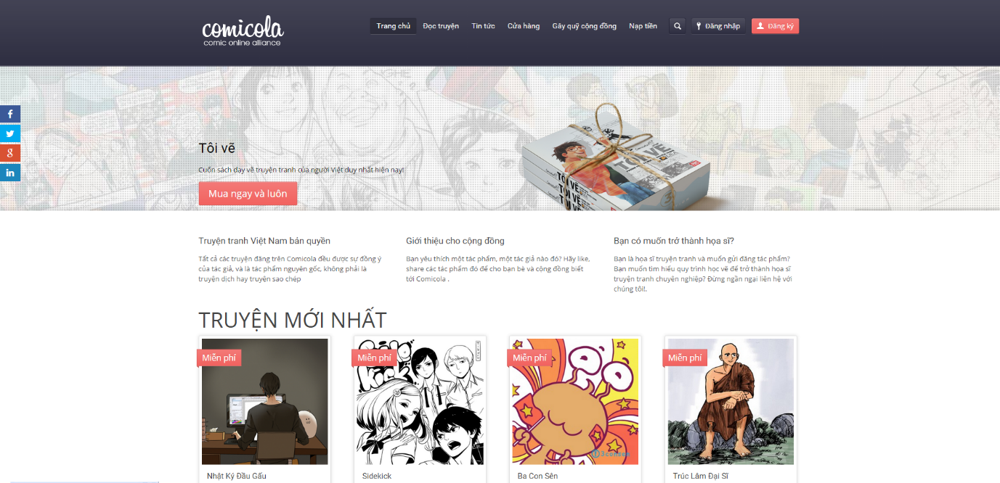 comicola
comic online alliance
Trang chủ
Đọc truyện
Tin tức
Cửa hàng
Gây quỹ cộng đồng
Nạp tiền
Đăng nhập
Đăng ký
Tôi vẽ
Cuốn sách dạy vẽ truyện tranh của người Việt duy nhất hiện nay!
Mua ngay và luôn
TÔI VẼ
TÔI VẼ
TÔI VẼ
Truyện tranh Việt Nam bản quyền
Tất cả các truyện đăng trên Comicola đều được sự đồng ý
của tác giả, và là tác phẩm nguyên gốc, không phải là
truyện dịch hay truyện sao chép
Giới thiệu cho cộng đồng
Bạn yêu thích một tác phẩm, một tác giả nào đó? Hãy like,
share các tác phẩm đó để cho bạn bè và cộng đồng biết
tới Comicola .
Bạn có muốn trở thành họa sĩ?
Bạn là họa sĩ truyện tranh và muốn gửi đăng tác phẩm?
Bạn muốn tìm hiểu quy trình học vẽ để trở thành họa sĩ
truyện tranh chuyên nghiệp? Đừng ngần ngại liên hệ với
chúng tôi!.
TRUYỆN MỚI NHẤT
Miễn phí
Miễn phí
Miễn phí
Miễn phí
Nhật Ký Đầu Gấu
Sidekick
Ba Con Sên
Trúc Lâm Đại Sĩ